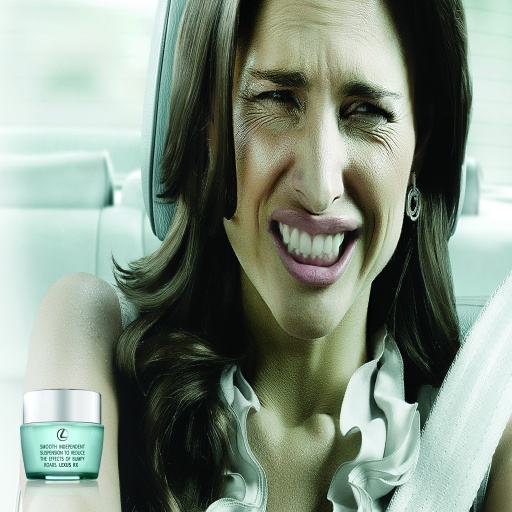 SMOOTH INDEPENDENT
SUSPENSION TO REDUCE
THE EFFECTS OF BUMPY
ROADS. LEXUS RX